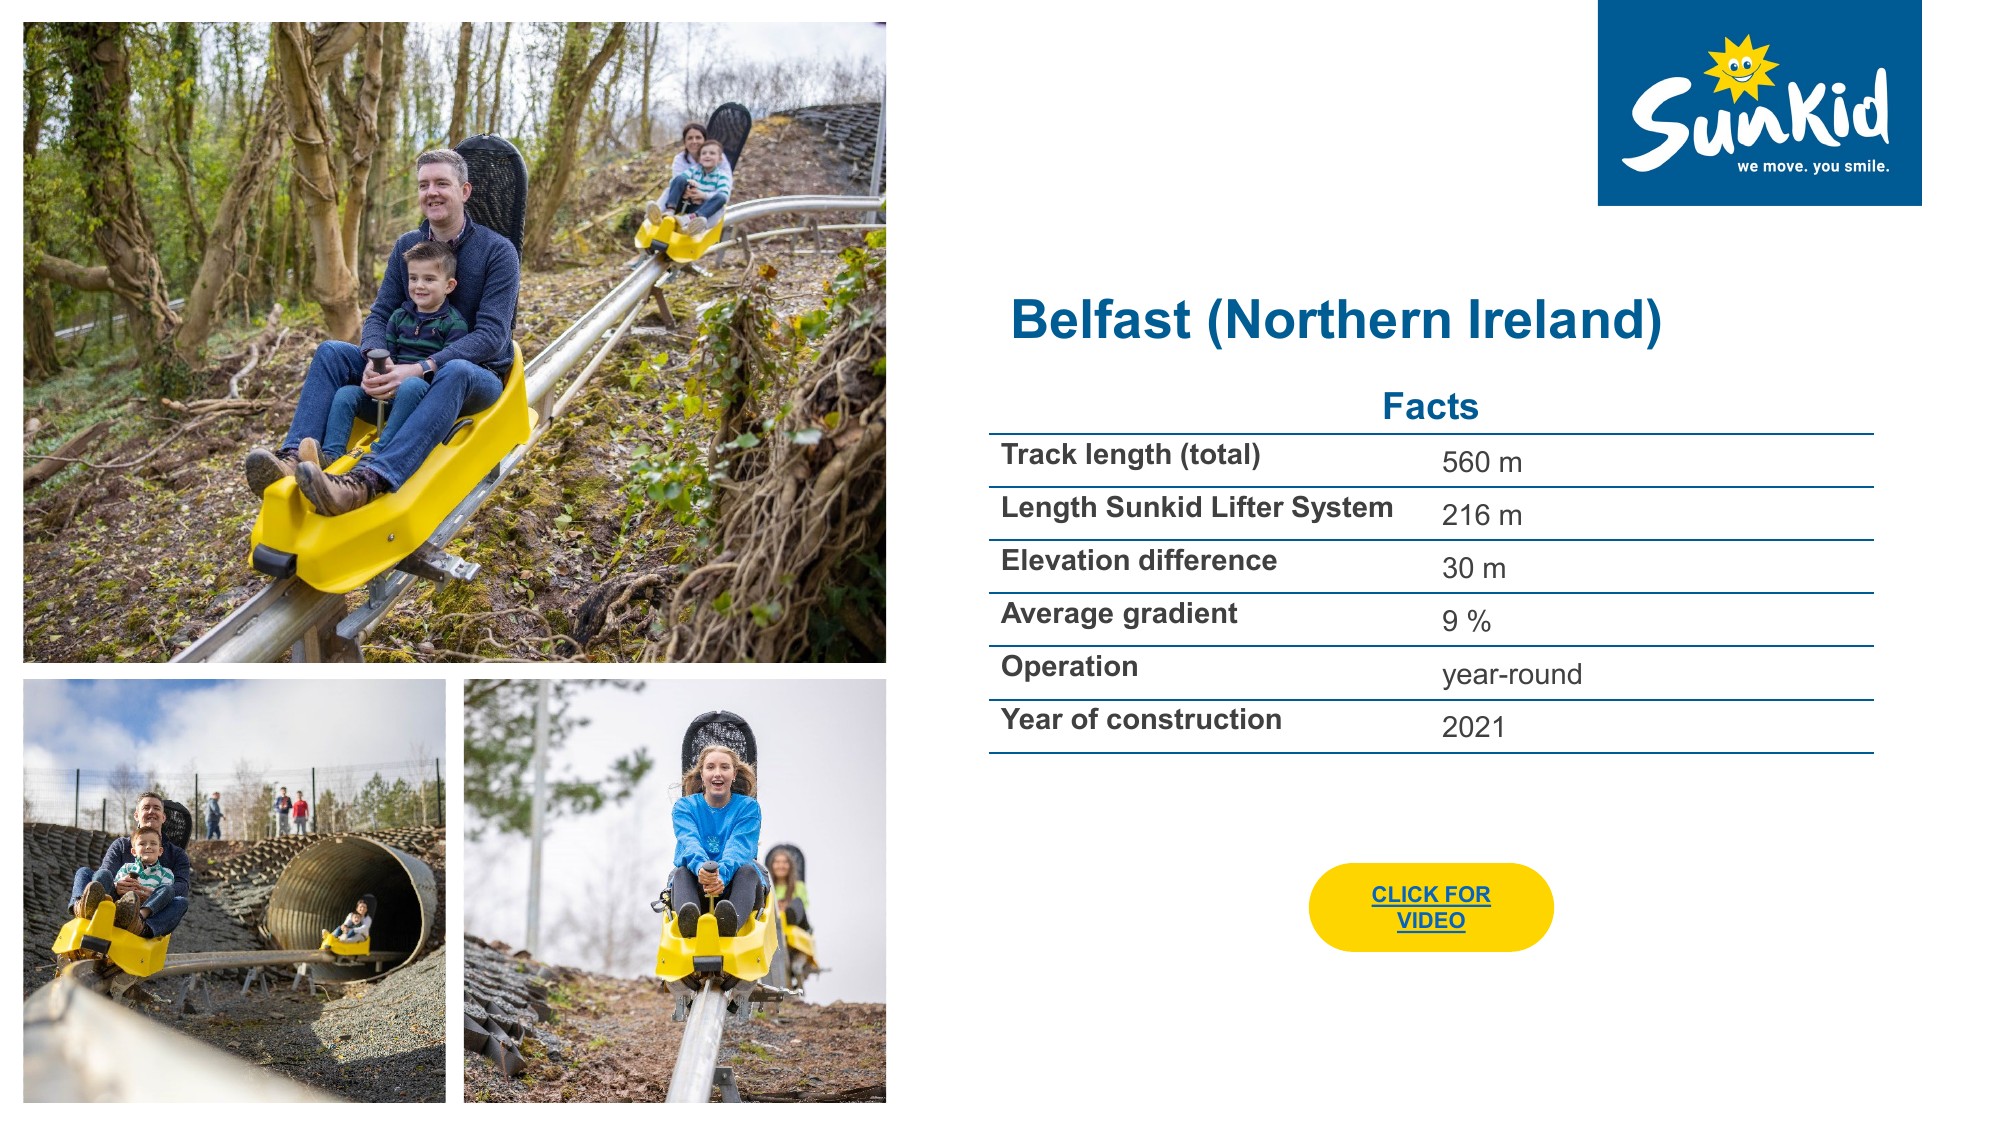 Sunkid
we move. you smile.
Belfast (Northern Ireland)
Facts
Track length (total) 560 m
Length Sunkid Lifter System 216 m
Elevation difference 30 m
Average gradient 9 %
Operation year-round
Year of construction 2021
CLICK FOR
VIDEO